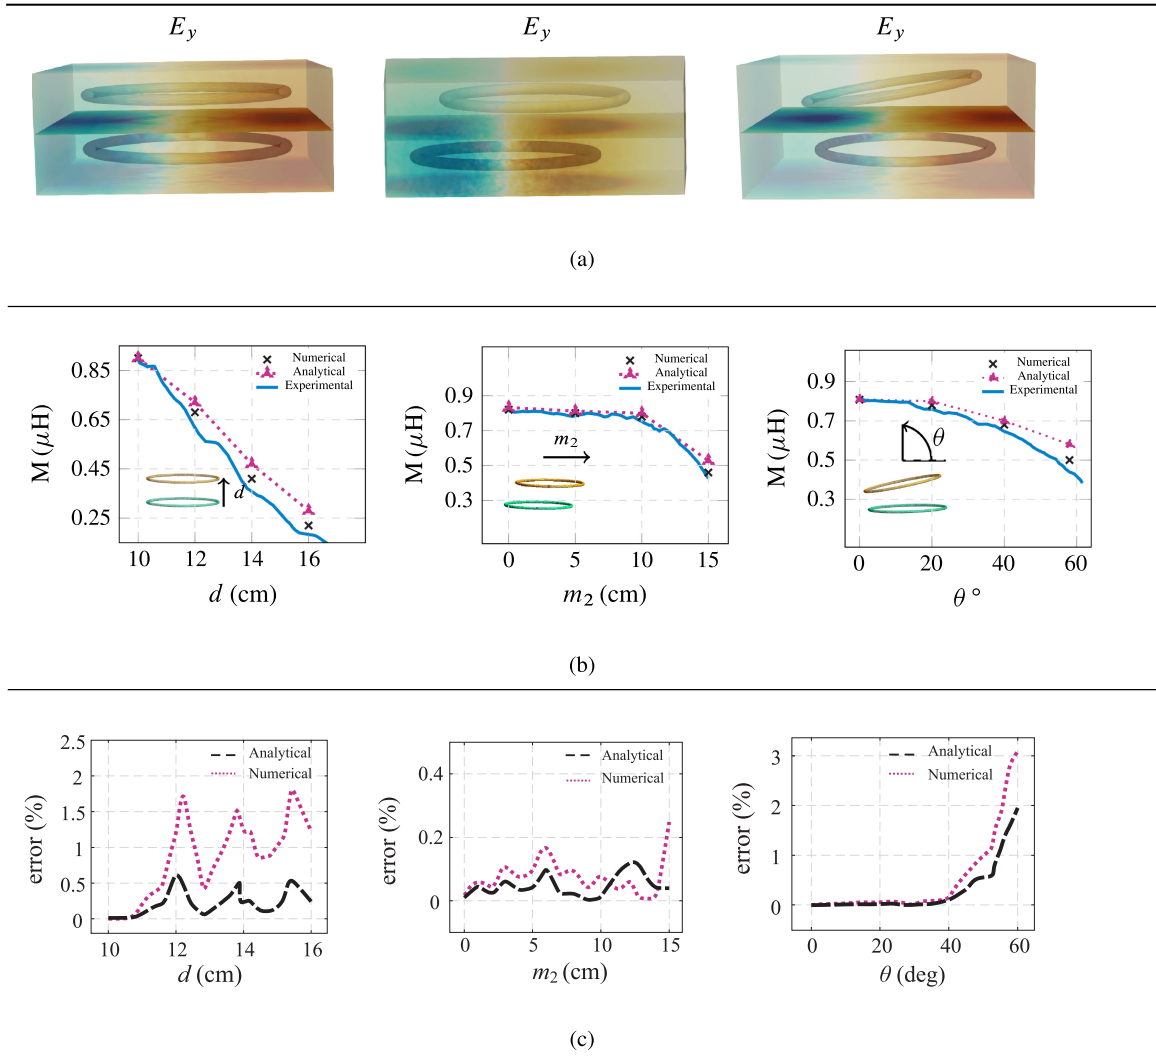 E_y E_y E_y
(a)
Numerical
Analytical
Experimental
0.85
0.65
0.45
0.25
M (μH)
d
10 12 14 16
d (cm)
Numerical
Analytical
Experimental
0.9
0.7
0.5
0.3
M (μH)
m₂
0 5 10 15
m₂ (cm)
Numerical
Analytical
Experimental
0.9
0.7
0.5
0.3
M (μH)
θ
0 20 40 60
θ °
(b)
2.5
2
1.5
1
0.5
0
error (%)
Analytical
Numerical
10 12 14 16
d (cm)
0.4
0.2
0
error (%)
Analytical
Numerical
0 5 10 15
m₂ (cm)
3
2
1
0
error (%)
Analytical
Numerical
0 20 40 60
θ (deg)
(c)